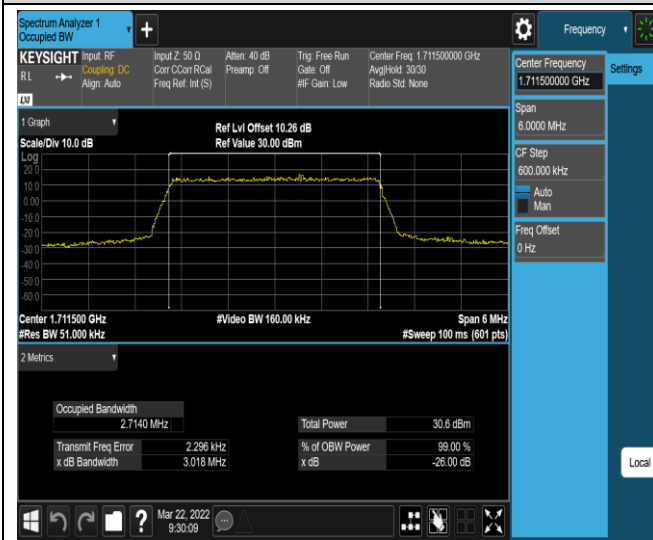 Spectrum Analyzer 1
Occupied BW
+
Frequency
KEYSIGHT
RL
LXI
Input: RF
Coupling: DC
Align: Auto
Input Z: 50 Ω
Corr CCorr RCal
Freq Ref: Int (S)
Atten: 40 dB
Preamp: Off
Trig: Free Run
Gate: Off
#IF Gain: Low
Center Freq: 1.711500000 GHz
Avg|Hold: 30/30
Radio Std: None
Center Frequency
1.711500000 GHz
Settings
Span
6.0000 MHz
CF Step
600.000 kHz
Auto
Man
Freq Offset
0 Hz
1 Graph
Scale/Div 10.0 dB
Ref Lvl Offset 10.26 dB
Ref Value 30.00 dBm
Log
20.0
10.0
0.00
-10.0
-20.0
-30.0
-40.0
-50.0
-60.0
Center 1.711500 GHz
#Video BW 160.00 kHz
Span 6 MHz
#Res BW 51.000 kHz
#Sweep 100 ms (601 pts)
2 Metrics
Occupied Bandwidth
2.7140 MHz
Total Power 30.6 dBm
Transmit Freq Error 2.296 kHz
% of OBW Power 99.00 %
x dB Bandwidth 3.018 MHz
x dB -26.00 dB
Local
?
Mar 22, 2022
9:30:09